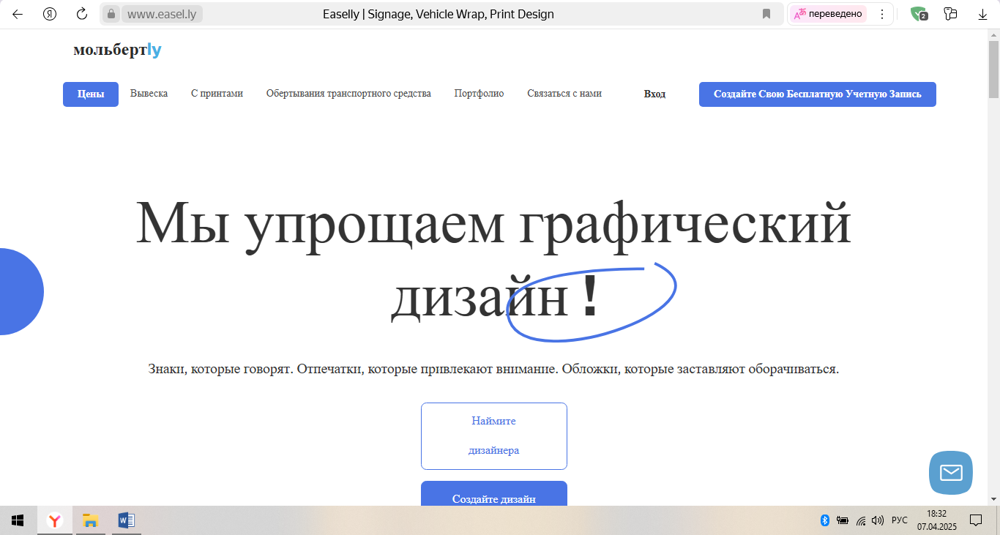 www.easel.ly
Easelly | Signage, Vehicle Wrap, Print Design
переведено
2
мольбертly
Цены
Вывеска
С принтами
Обертывания транспортного средства
Портфолио
Связаться с нами
Вход
Создайте Свою Бесплатную Учетную Запись
Мы упрощаем графический
дизайн !
Знаки, которые говорят. Отпечатки, которые привлекают внимание. Обложки, которые заставляют оборачиваться.
Наймите
дизайнера
Создайте дизайн
РУС
18:32
07.04.2025